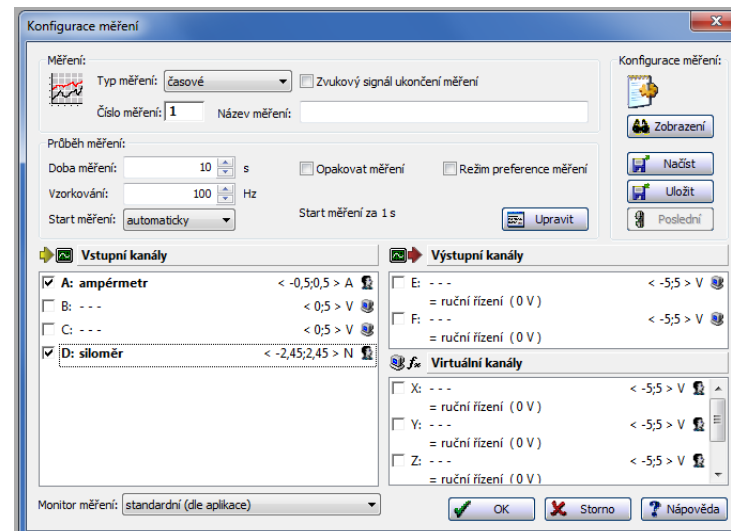 Konfigurace měření
Měření:
Typ měření: časové
Zvukový signál ukončení měření
Číslo měření: 1
Název měření:
Průběh měření:
Doba měření: 10 s
Opakovat měření
Režim preference měření
Vzorkování: 100 Hz
Start měření: automaticky
Start měření za 1 s
Upravit
Konfigurace měření:
Zobrazení
Načíst
Uložit
Poslední
Vstupní kanály
A: ampérmetr < -0,5;0,5 > A
B: - - - < 0;5 > V
C: - - - < 0;5 > V
D: siloměr < -2,45;2,45 > N
Výstupní kanály
E: - - - < -5;5 > V
= ruční řízení ( 0 V )
F: - - - < -5;5 > V
= ruční řízení ( 0 V )
fx Virtuální kanály
X: - - - < -5;5 > V
= ruční řízení ( 0 V )
Y: - - - < -5;5 > V
= ruční řízení ( 0 V )
Z: - - - < -5;5 > V
= ruční řízení ( 0 V )
Monitor měření: standardní (dle aplikace)
OK
Storno
Nápověda